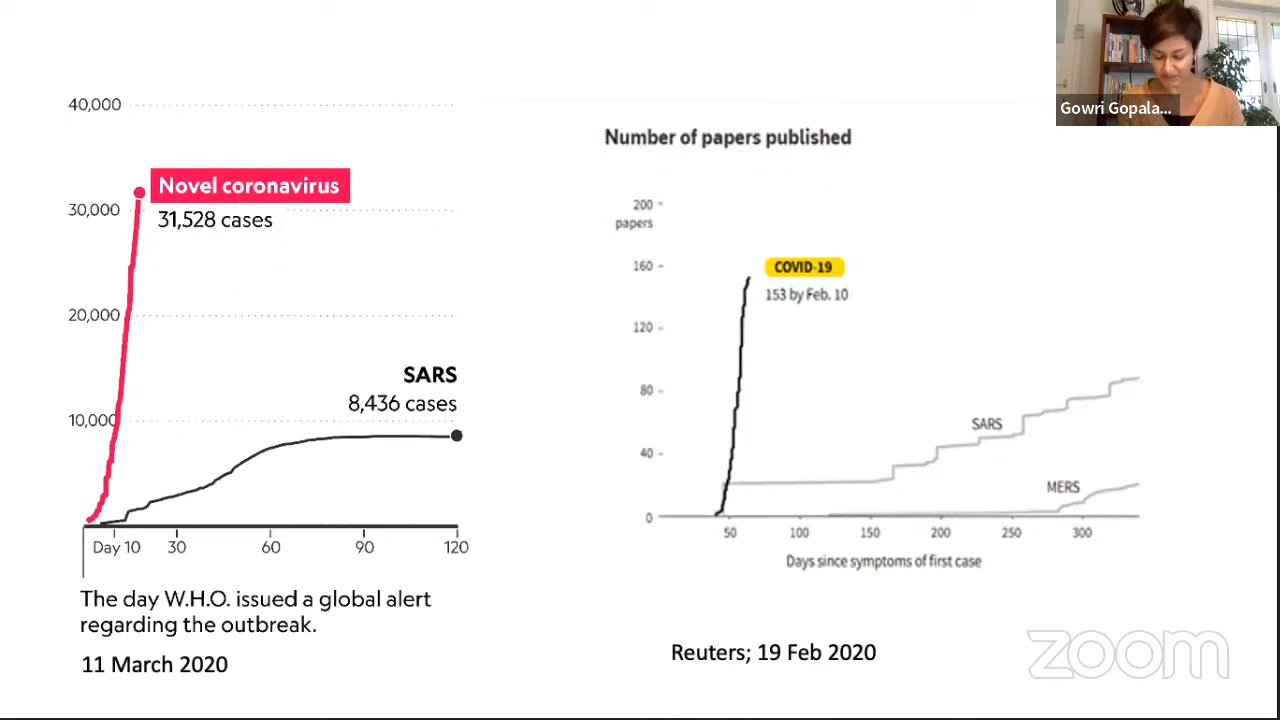 Gowri Gopala...
40,000
Novel coronavirus
31,528 cases
30,000
20,000
SARS
8,436 cases
10,000
Day 10
30
60
90
120
The day W.H.O. issued a global alert
regarding the outbreak.
11 March 2020
Number of papers published
200
papers
160
COVID-19
153 by Feb. 10
120
80
SARS
40
MERS
0
50
100
150
200
250
300
Days since symptoms of first case
Reuters; 19 Feb 2020
zoom